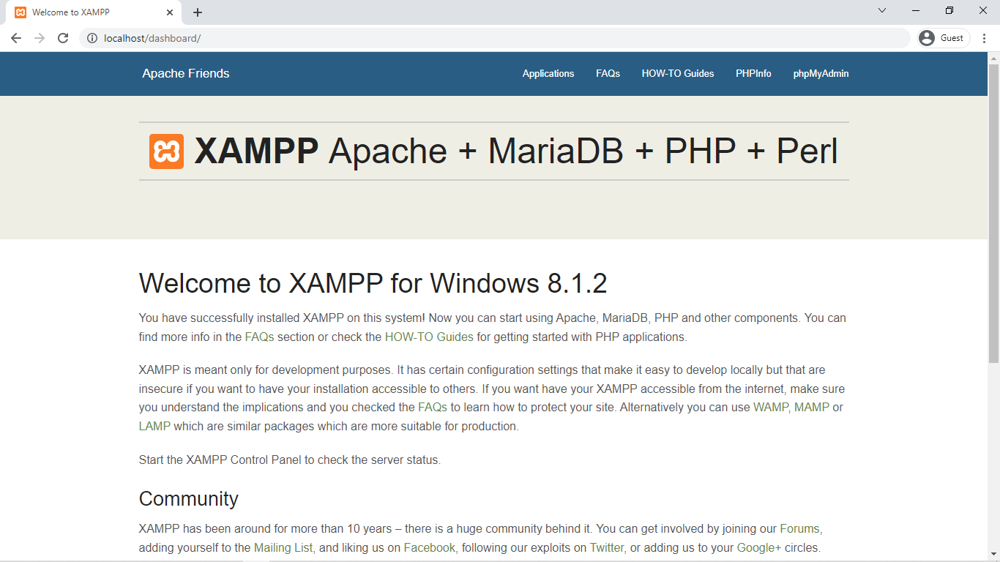 Welcome to XAMPP
localhost/dashboard/
Guest
Apache Friends
Applications
FAQs
HOW-TO Guides
PHPInfo
phpMyAdmin
XAMPP Apache + MariaDB + PHP + Perl
Welcome to XAMPP for Windows 8.1.2
You have successfully installed XAMPP on this system! Now you can start using Apache, MariaDB, PHP and other components. You can
find more info in the FAQs section or check the HOW-TO Guides for getting started with PHP applications.
XAMPP is meant only for development purposes. It has certain configuration settings that make it easy to develop locally but that are
insecure if you want to have your installation accessible to others. If you want have your XAMPP accessible from the internet, make sure
you understand the implications and you checked the FAQs to learn how to protect your site. Alternatively you can use WAMP, MAMP or
LAMP which are similar packages which are more suitable for production.
Start the XAMPP Control Panel to check the server status.
Community
XAMPP has been around for more than 10 years – there is a huge community behind it. You can get involved by joining our Forums,
adding yourself to the Mailing List, and liking us on Facebook, following our exploits on Twitter, or adding us to your Google+ circles.